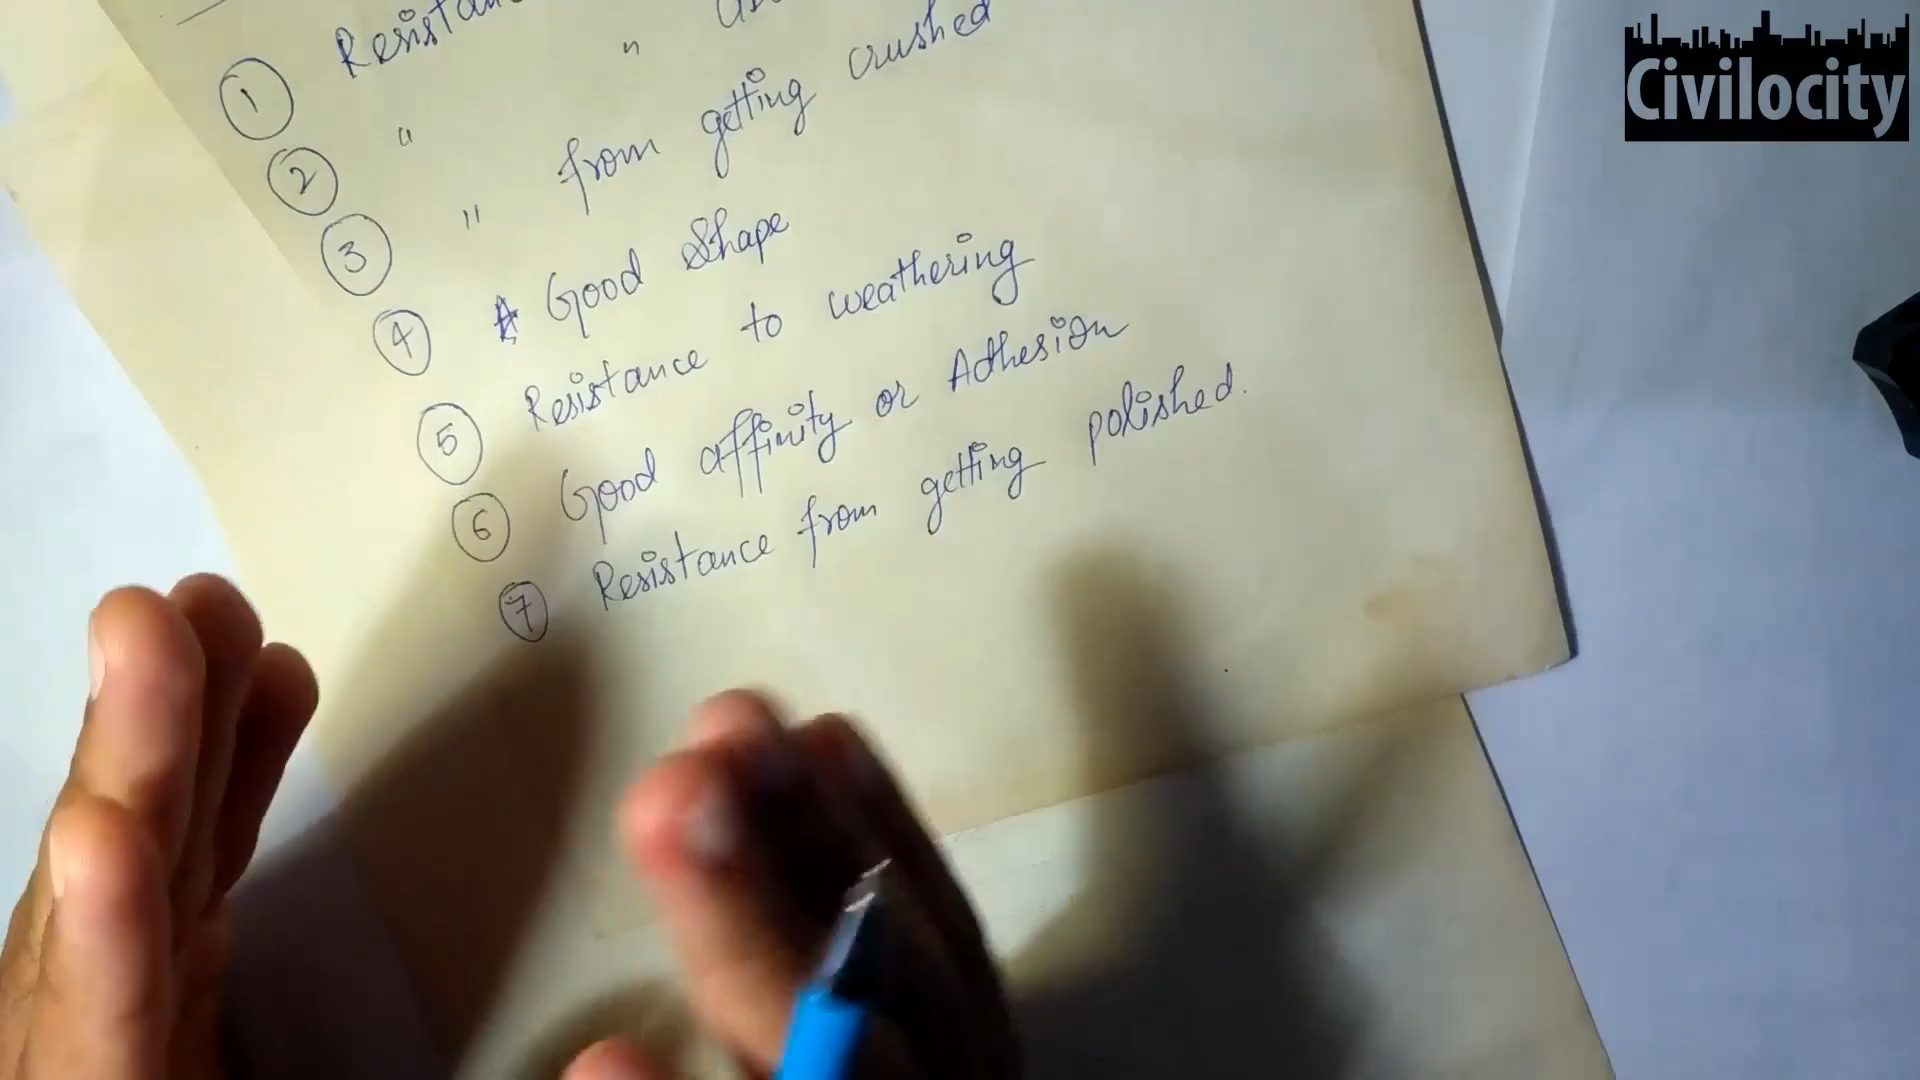 Civilocity
1
2 " "
3 " from getting crushed
4 Good Shape
5 Resistance to weathering
6 Good affinity or Adhesion
7 Resistance from getting polished.